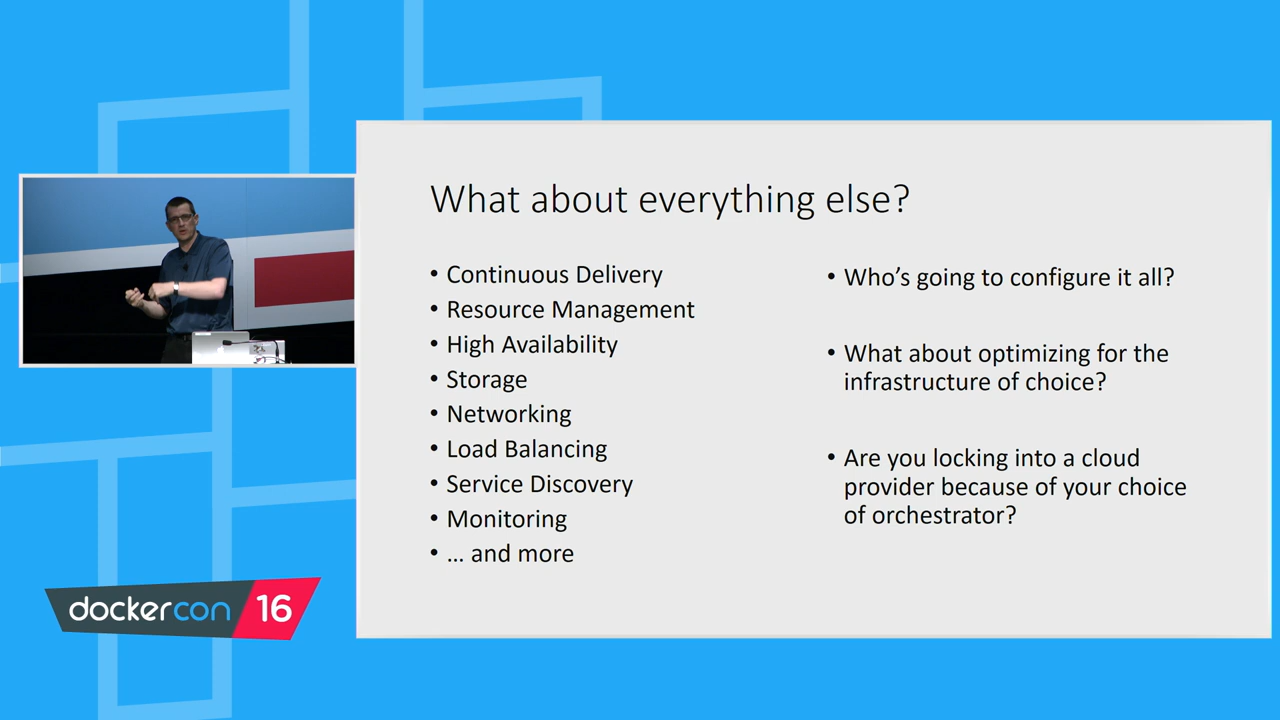 What about everything else?
• Continuous Delivery
• Resource Management
• High Availability
• Storage
• Networking
• Load Balancing
• Service Discovery
• Monitoring
• ... and more
• Who's going to configure it all?
• What about optimizing for the
infrastructure of choice?
• Are you locking into a cloud
provider because of your choice
of orchestrator?
dockercon 16